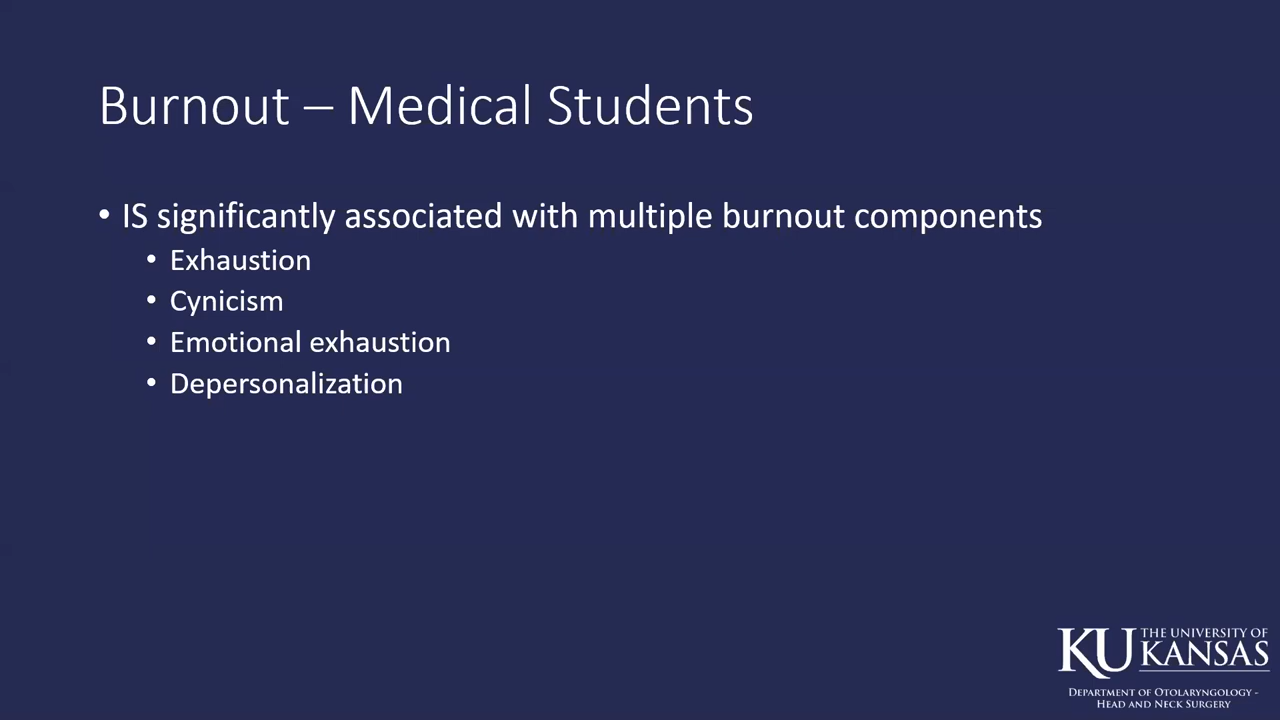 Burnout – Medical Students
• IS significantly associated with multiple burnout components
• Exhaustion
• Cynicism
• Emotional exhaustion
• Depersonalization
KU THE UNIVERSITY OF
KANSAS
DEPARTMENT OF OTOLARYNGOLOGY -
HEAD AND NECK SURGERY